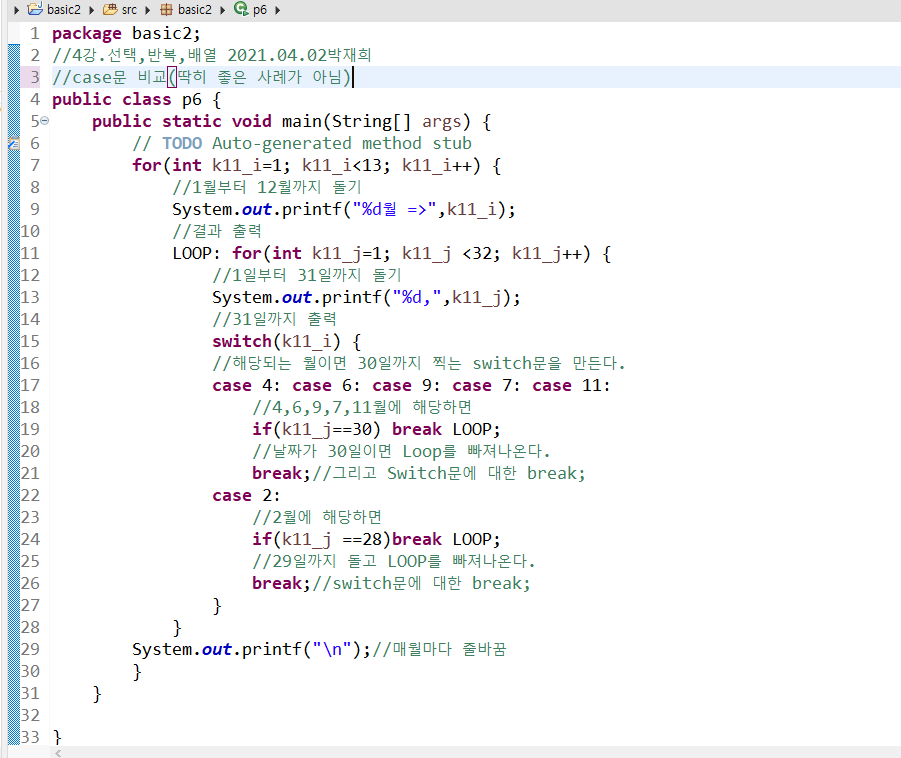 basic2 src basic2 p6
1 package basic2;
2 //4강.선택,반복,배열 2021.04.02박재희
3 //case문 비교(딱히 좋은 사례가 아님)
4 public class p6 {
5 public static void main(String[] args) {
6 // TODO Auto-generated method stub
7 for(int k11_i=1; k11_i<13; k11_i++) {
8 //1월부터 12월까지 돌기
9 System.out.printf("%d월 =>",k11_i);
10 //결과 출력
11 LOOP: for(int k11_j=1; k11_j <32; k11_j++) {
12 //1일부터 31일까지 돌기
13 System.out.printf("%d,",k11_j);
14 //31일까지 출력
15 switch(k11_i) {
16 //해당되는 월이면 30일까지 찍는 switch문을 만든다.
17 case 4: case 6: case 9: case 7: case 11:
18 //4,6,9,7,11월에 해당하면
19 if(k11_j==30) break LOOP;
20 //날짜가 30일이면 Loop를 빠져나온다.
21 break;//그리고 Switch문에 대한 break;
22 case 2:
23 //2월에 해당하면
24 if(k11_j ==28)break LOOP;
25 //29일까지 돌고 LOOP를 빠져나온다.
26 break;//switch문에 대한 break;
27 }
28 }
29 System.out.printf("\n");//매월마다 줄바꿈
30 }
31 }
32
33 }